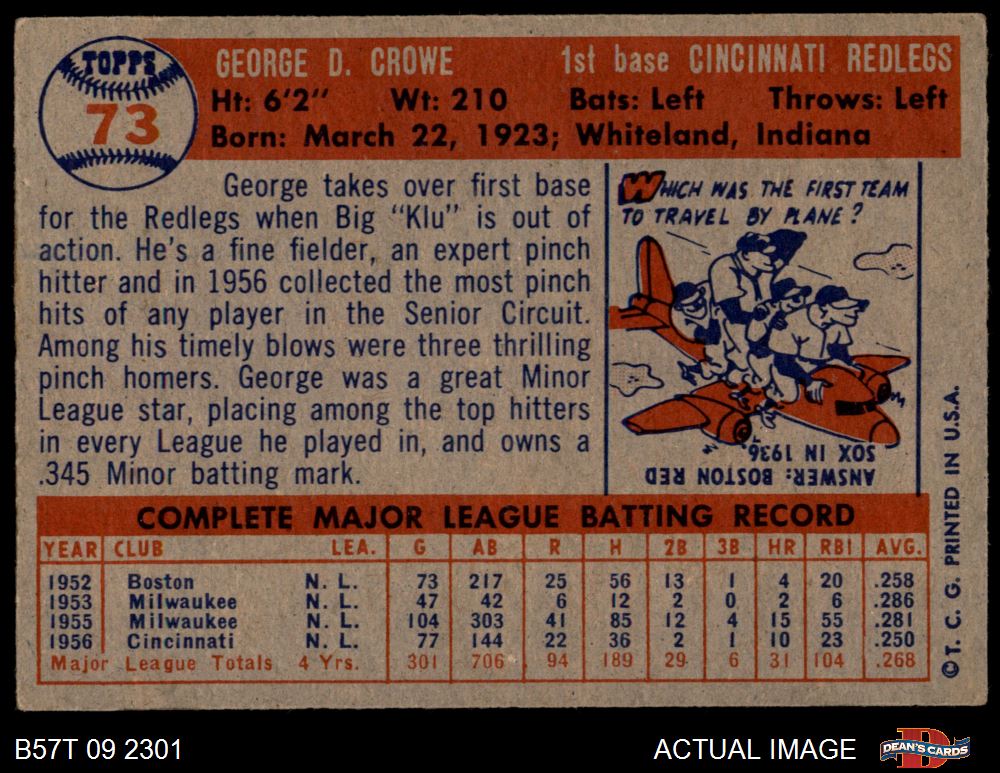 TOPPS
73
GEORGE D. CROWE 1st base CINCINNATI REDLEGS
Ht: 6'2" Wt: 210 Bats: Left Throws: Left
Born: March 22, 1923; Whiteland, Indiana
George takes over first base
for the Redlegs when Big "Klu" is out of
action. He's a fine fielder, an expert pinch
hitter and in 1956 collected the most pinch
hits of any player in the Senior Circuit.
Among his timely blows were three thrilling
pinch homers. George was a great Minor
League star, placing among the top hitters
in every League he played in, and owns a
.345 Minor batting mark.
WHICH WAS THE FIRST TEAM
TO TRAVEL BY PLANE?
ANSWER: BOSTON RED
SOX IN 1936
COMPLETE MAJOR LEAGUE BATTING RECORD
YEAR CLUB LEA. G AB R H 2B 3B HR RBI AVG.
1952 Boston N. L. 73 217 25 56 13 1 4 20 .258
1953 Milwaukee N. L. 47 42 6 12 2 0 2 6 .286
1955 Milwaukee N. L. 104 303 41 85 12 4 15 55 .281
1956 Cincinnati N. L. 77 144 22 36 2 1 10 23 .250
Major League Totals 4 Yrs. 301 706 94 189 29 6 31 104 .268
©T. C. G. PRINTED IN U.S.A.
B57T 09 2301 ACTUAL IMAGE DEAN'S CARDS